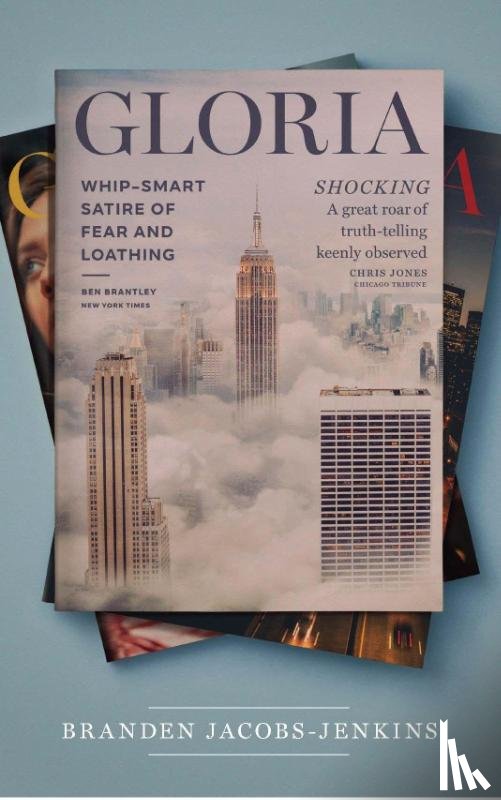 GLORIA
WHIP-SMART
SATIRE OF
FEAR AND
LOATHING
BEN BRANTLEY
NEW YORK TIMES
SHOCKING
A great roar of
truth-telling
keenly observed
CHRIS JONES
CHICAGO TRIBUNE
BRANDEN JACOBS-JENKINS